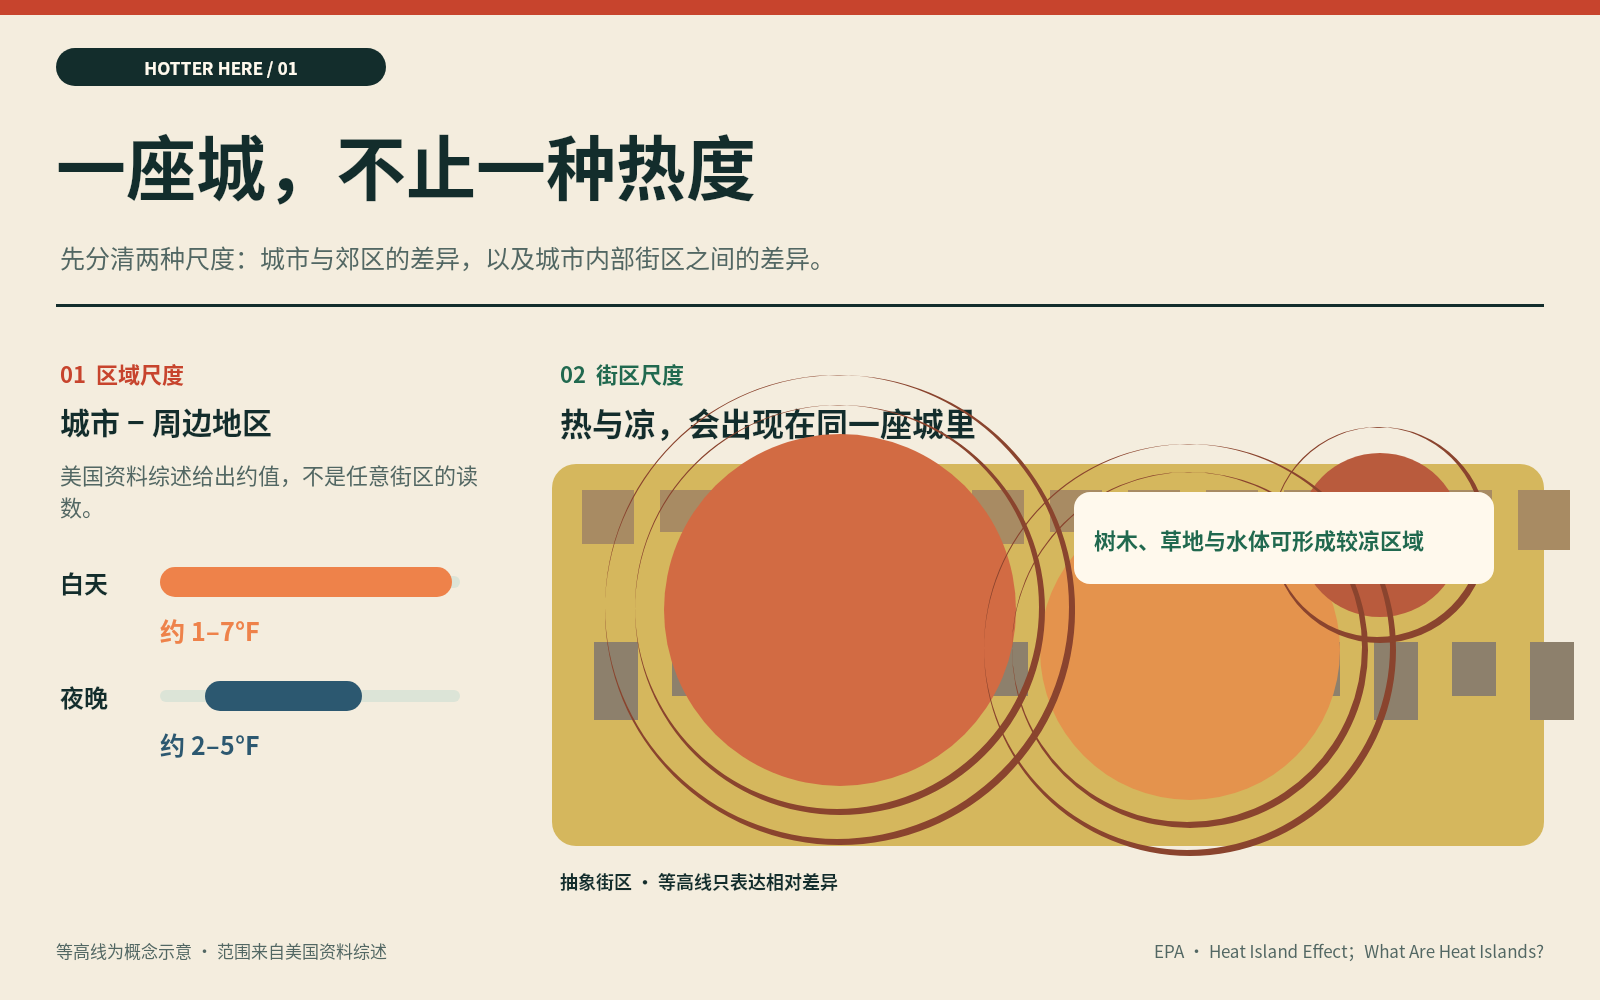 HOTTER HERE / 01
一座城，不止一种热度
先分清两种尺度：城市与郊区的差异，以及城市内部街区之间的差异。
01 区域尺度
城市 – 周边地区
美国资料综述给出约值，不是任意街区的读
数。
白天
约 1–7°F
夜晚
约 2–5°F
02 街区尺度
热与凉，会出现在同一座城里
树木、草地与水体可形成较凉区域
抽象街区 · 等高线只表达相对差异
等高线为概念示意 · 范围来自美国资料综述
EPA · Heat Island Effect；What Are Heat Islands?